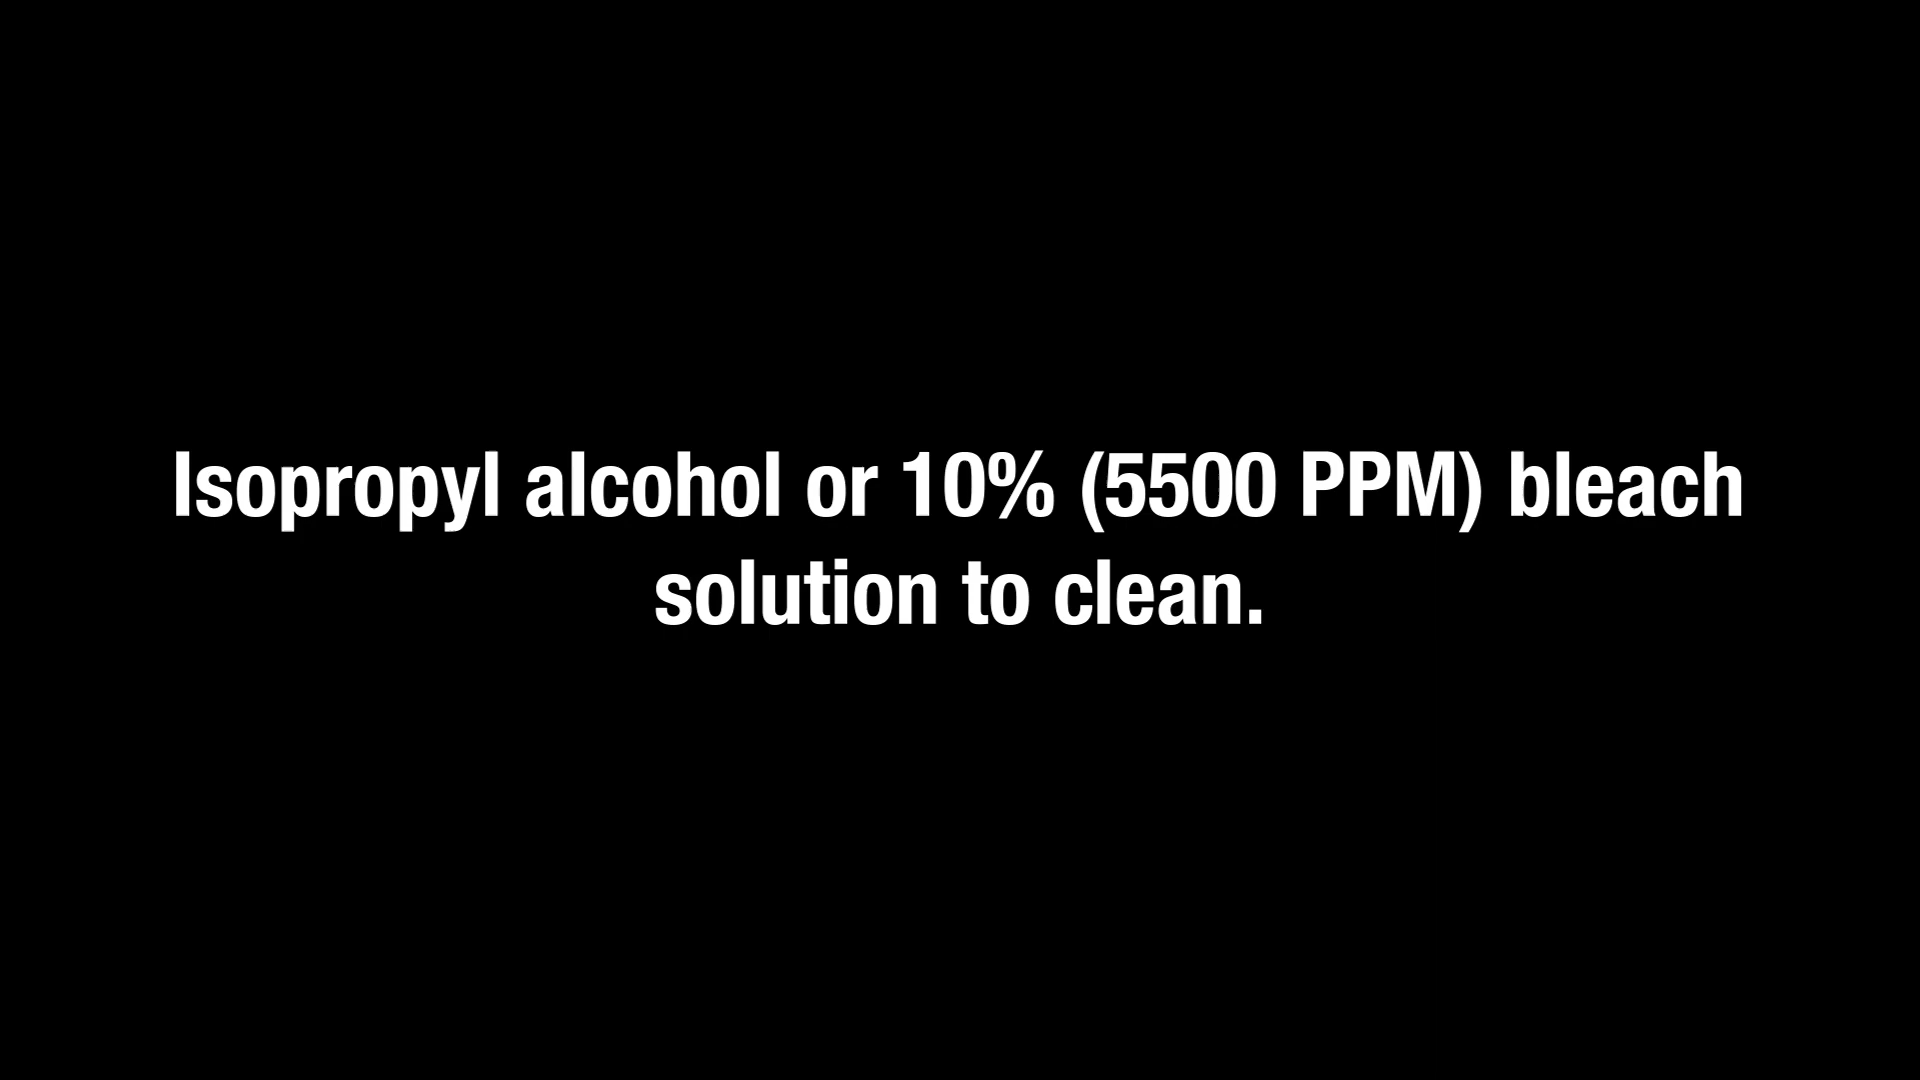 Isopropyl alcohol or 10% (5500 PPM) bleach
solution to clean.